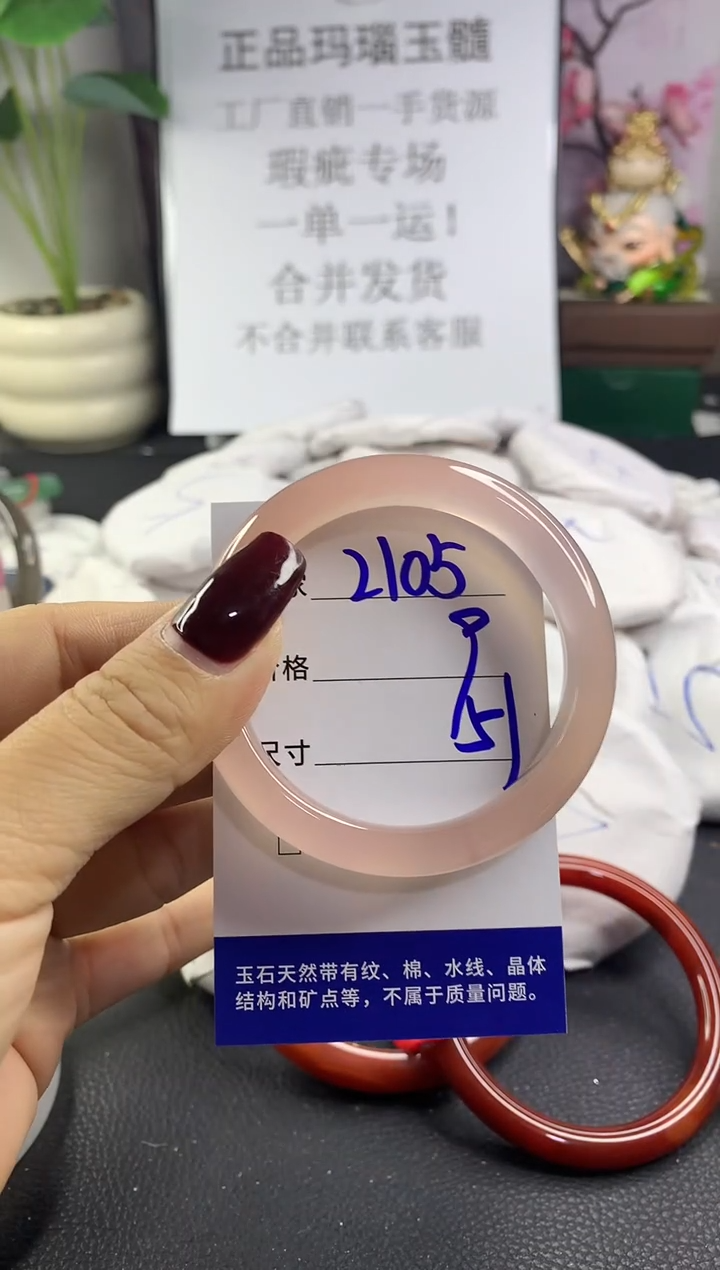 正品玛瑙玉髓
工厂直销一手货源
瑕疵专场
一单一运！
合并发货
不合并联系客服
2105
格
尺寸
51
玉石天然带有纹、棉、水线、晶体
结构和矿点等，不属于质量问题。